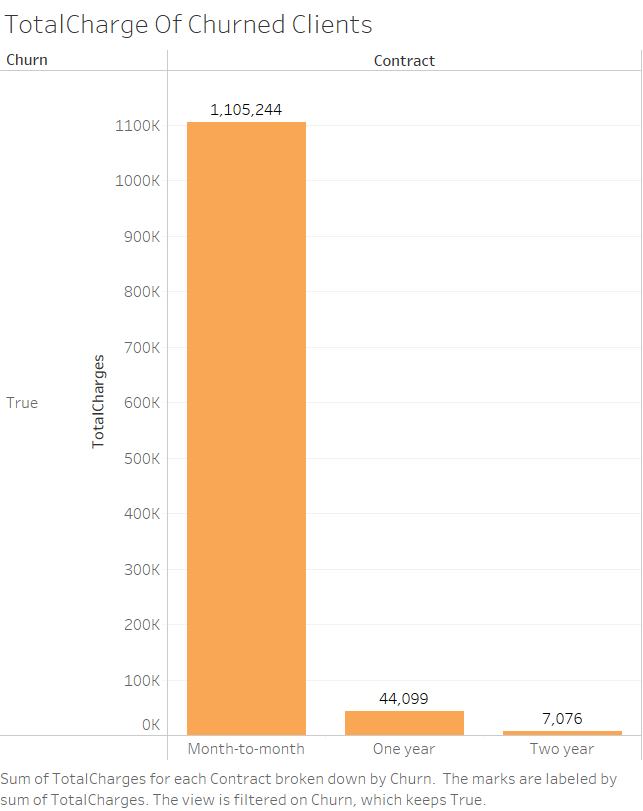 TotalCharge Of Churned Clients
Churn
Contract
1,105,244
1100K
1000K
900K
800K
700K
TotalCharges
True
600K
500K
400K
300K
200K
100K
44,099
7,076
0K
Month-to-month
One year
Two year
Sum of TotalCharges for each Contract broken down by Churn. The marks are labeled by
sum of TotalCharges. The view is filtered on Churn, which keeps True.